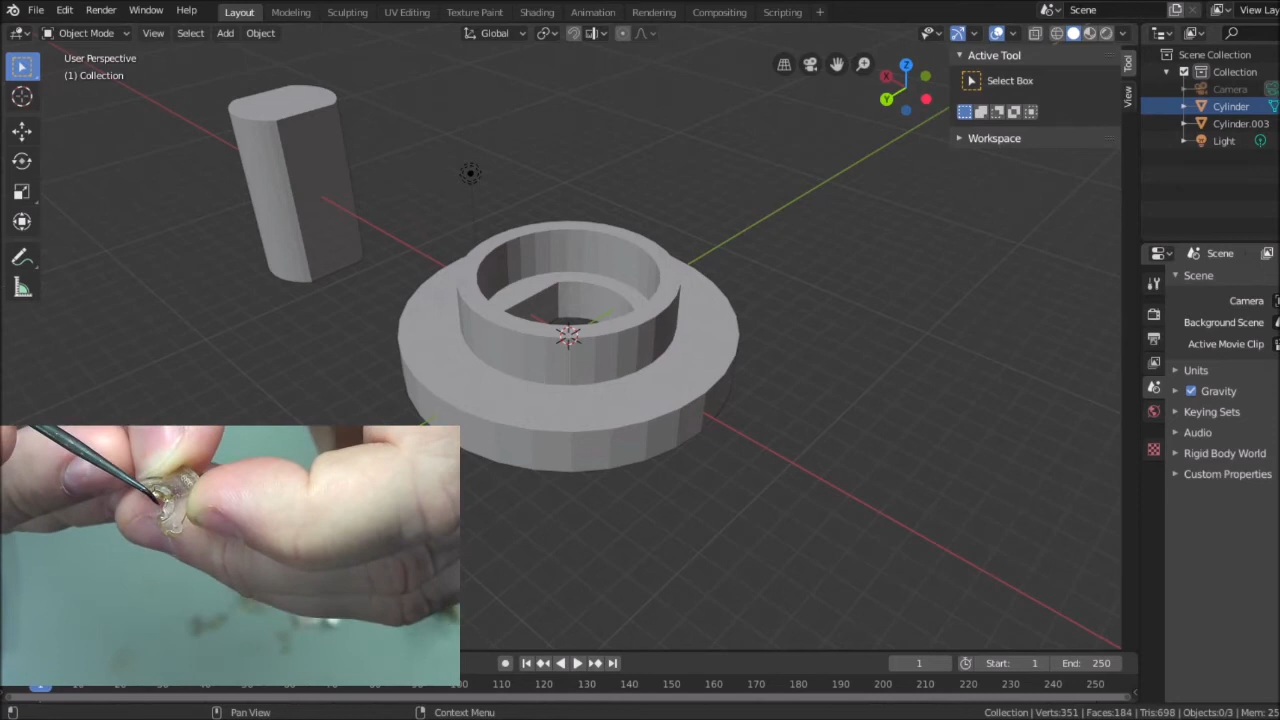 File Edit Render Window Help Layout Modeling Sculpting UV Editing Texture Paint Shading Animation Rendering Compositing Scripting + Scene View Lay
Object Mode View Select Add Object Global
User Perspective
(1) Collection
Active Tool
Select Box
Workspace
Tool
View
X
Y
Z
Scene Collection
Collection
Camera
Cylinder
Cylinder.003
Light
Scene
Scene
Camera
Background Scene
Active Movie Clip
Units
Gravity
Keying Sets
Audio
Rigid Body World
Custom Properties
1 Start: 1 End: 250
110 120 130 140 150 160 170 180 190 200 210 220 230 240 250
Pan View Context Menu Collection | Verts:351 | Faces:184 | Tris:698 | Objects:0/3 | Mem: 25